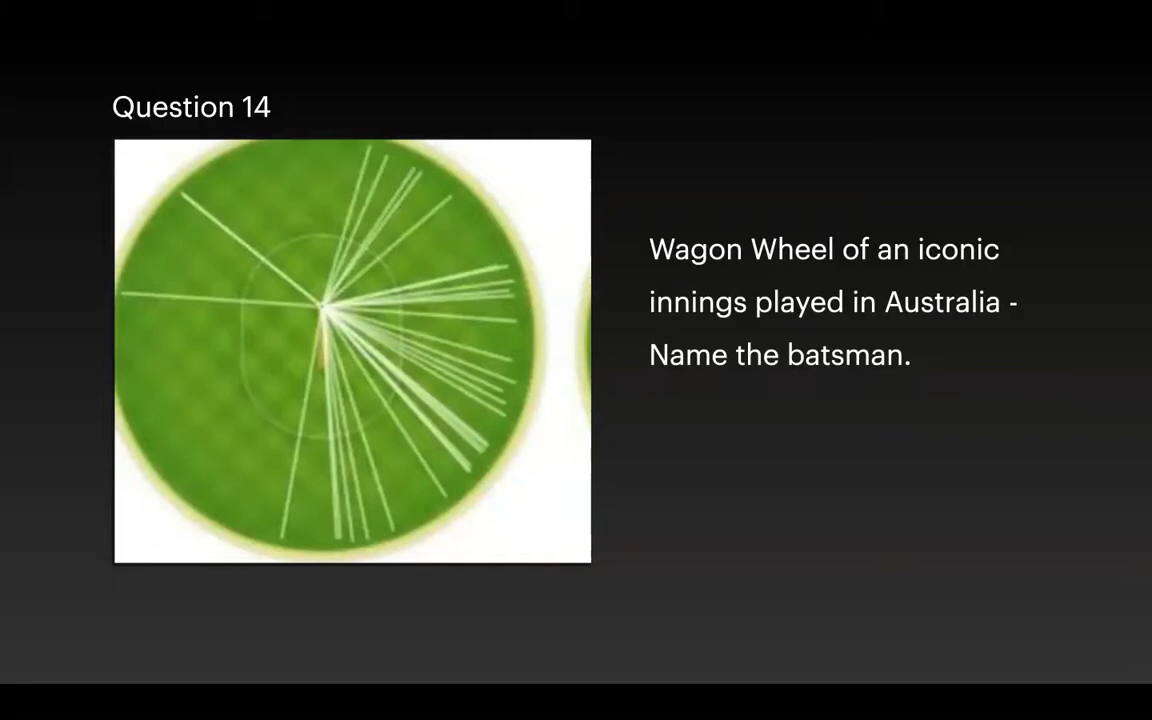 Question 14
Wagon Wheel of an iconic
innings played in Australia -
Name the batsman.